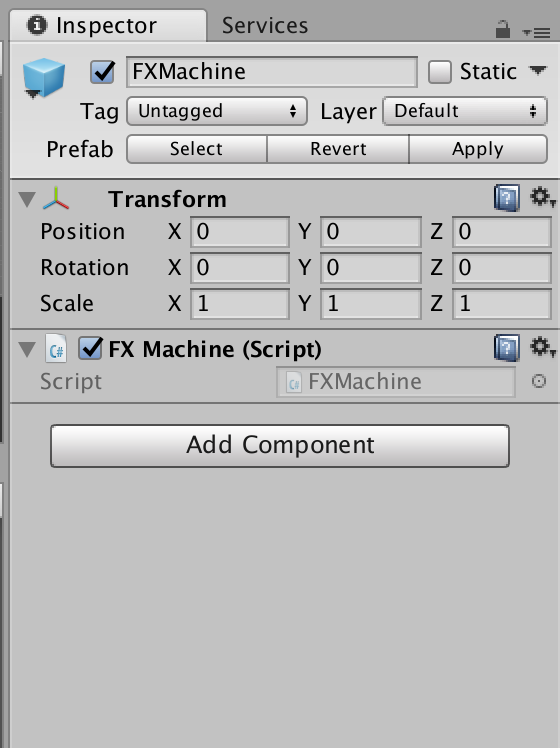 Inspector Services
FXMachine Static
Tag Untagged Layer Default
Prefab Select Revert Apply
Transform
Position X 0 Y 0 Z 0
Rotation X 0 Y 0 Z 0
Scale X 1 Y 1 Z 1
C# FX Machine (Script)
Script FXMachine
Add Component